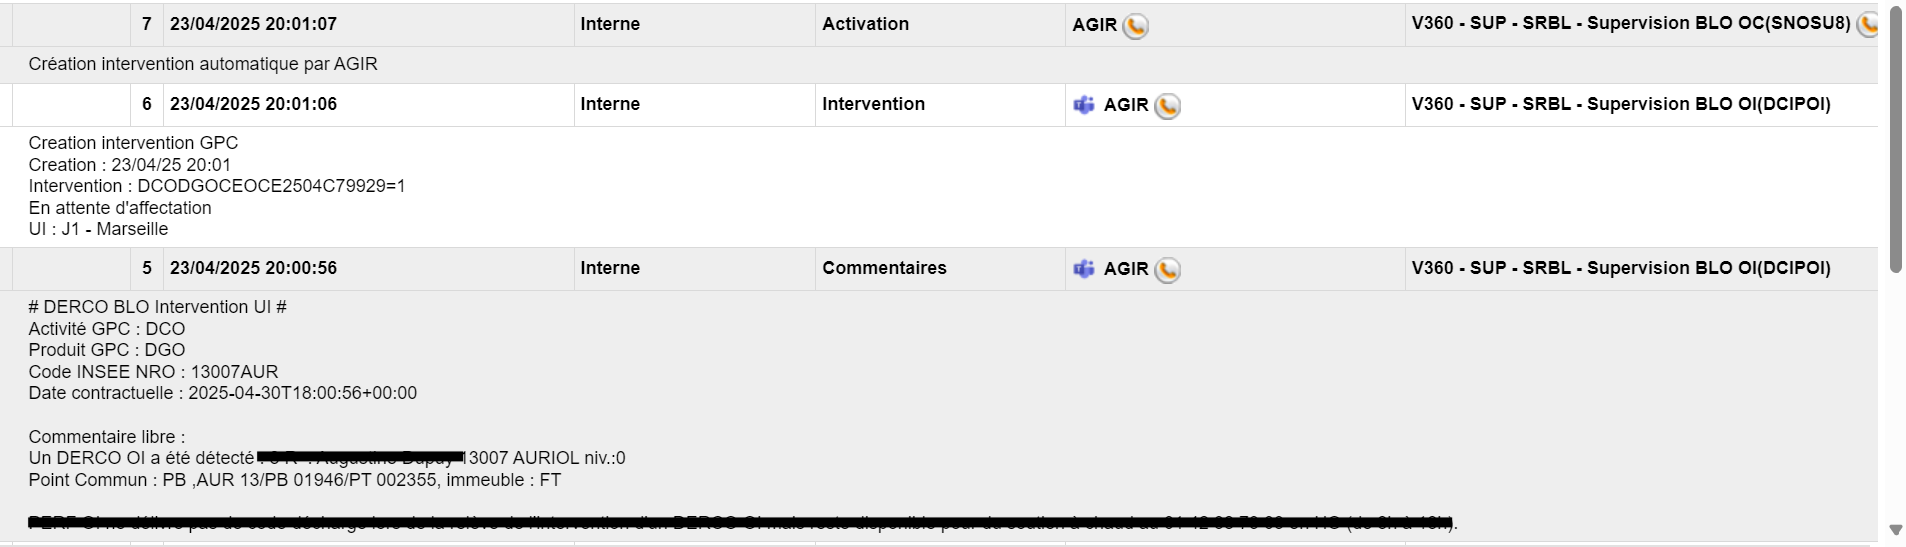 7 23/04/2025 20:01:07 Interne Activation AGIR V360 - SUP - SRBL - Supervision BLO OC(SNOSU8)
Création intervention automatique par AGIR
6 23/04/2025 20:01:06 Interne Intervention AGIR V360 - SUP - SRBL - Supervision BLO OI(DCIPOI)
Creation intervention GPC
Creation : 23/04/25 20:01
Intervention : DCODGOCEOCE2504C79929=1
En attente d'affectation
UI : J1 - Marseille
5 23/04/2025 20:00:56 Interne Commentaires AGIR V360 - SUP - SRBL - Supervision BLO OI(DCIPOI)
# DERCO BLO Intervention UI #
Activité GPC : DCO
Produit GPC : DGO
Code INSEE NRO : 13007AUR
Date contractuelle : 2025-04-30T18:00:56+00:00
Commentaire libre :
Un DERCO OI a été détecté 13007 AURIOL niv.:0
Point Commun : PB ,AUR 13/PB 01946/PT 002355, immeuble : FT